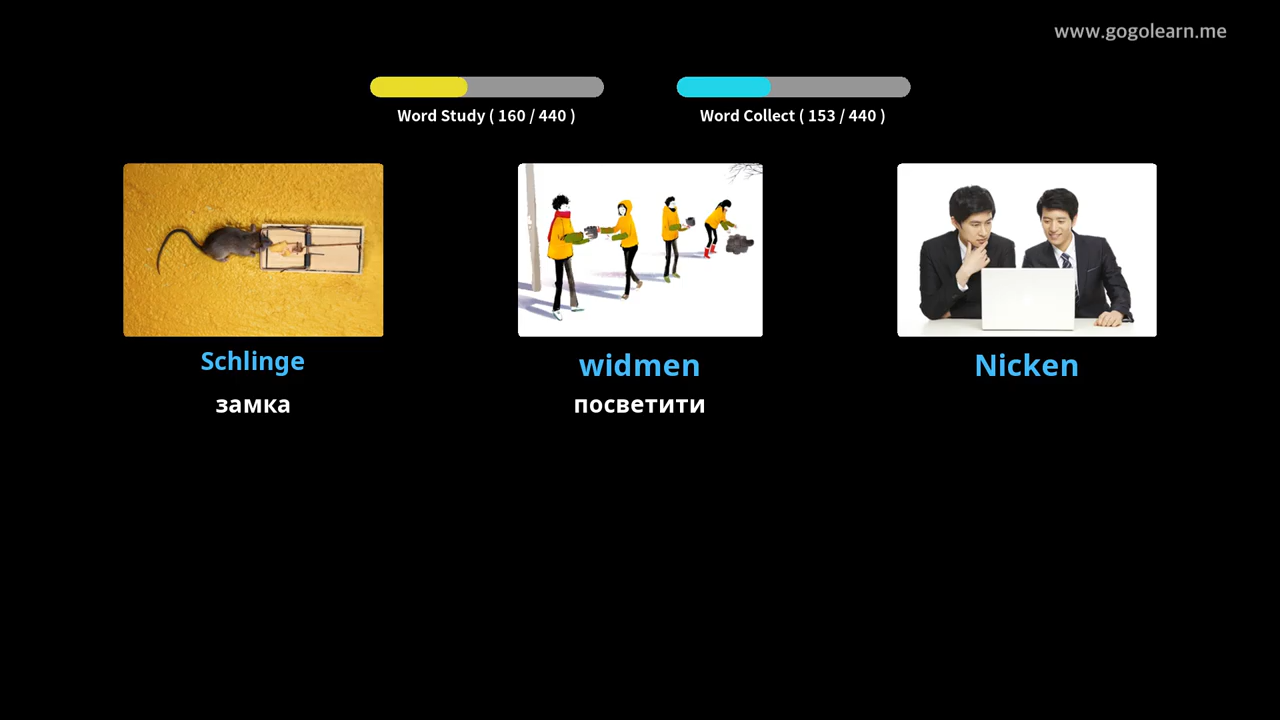 www.gogolearn.me
Word Study ( 160 / 440 )
Word Collect ( 153 / 440 )
Schlinge
widmen
Nicken
замка
посветити